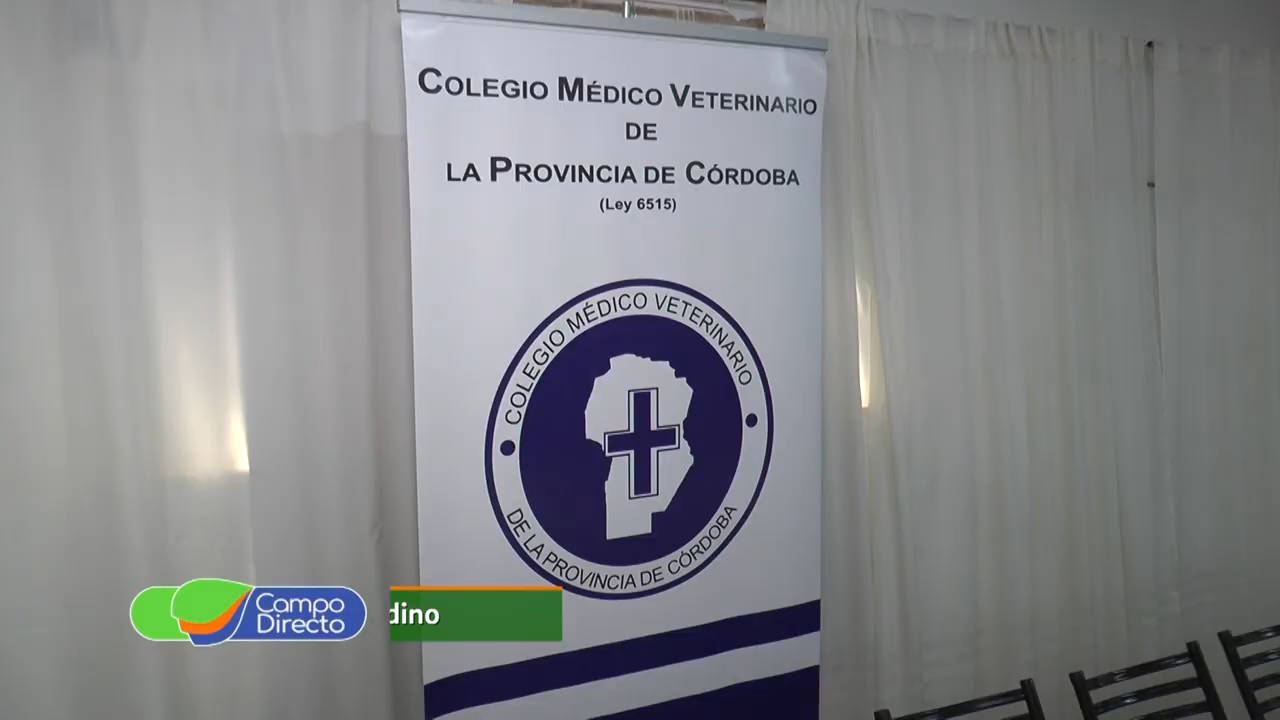 COLEGIO MÉDICO VETERINARIO
DE
LA PROVINCIA DE CÓRDOBA
(Ley 6515)
COLEGIO MÉDICO VETERINARIO
DE LA PROVINCIA DE CÓRDOBA
Campo
Directo
dino